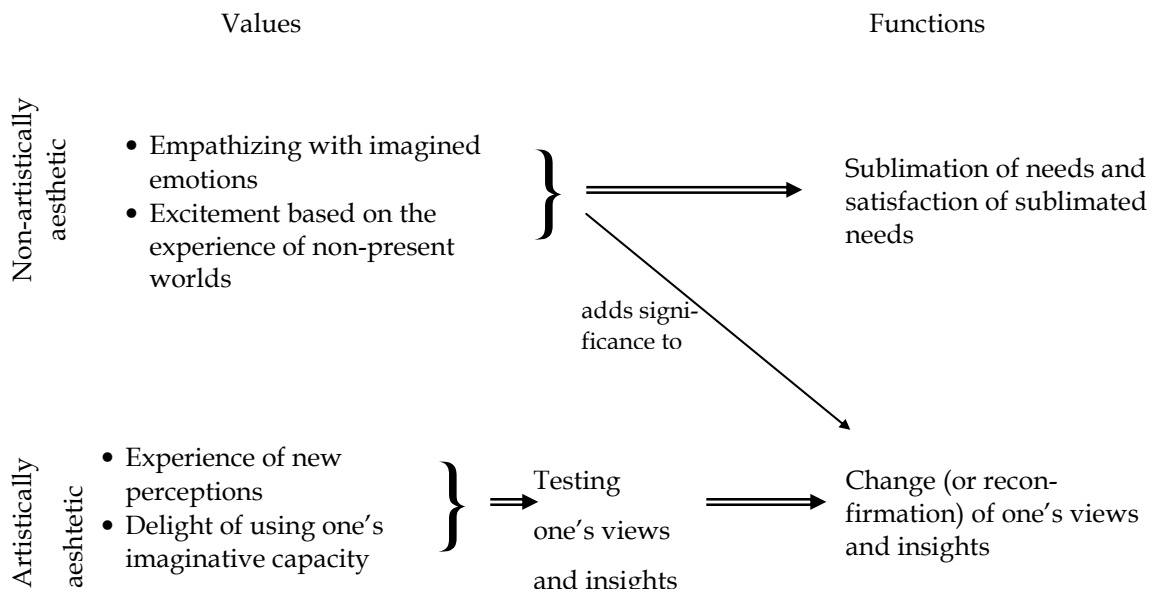 Values
Functions
Non-artistically
aesthetic
• Empathizing with imagined
emotions
• Excitement based on the
experience of non-present
worlds
}
Sublimation of needs and
satisfaction of sublimated
needs
adds signi-
ficance to
Artistically
aeshtetic
• Experience of new
perceptions
• Delight of using one's
imaginative capacity
}
Testing
one's views
and insights
Change (or recon-
firmation) of one's views
and insights